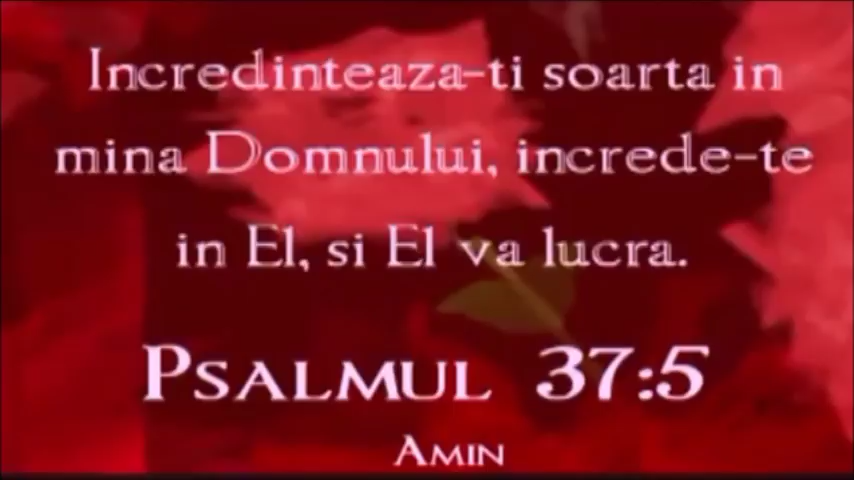 Incredinteaza-ti soarta in
mina Domnului, increde-te
in El, si El va lucra.
Psalmul 37:5
Amin